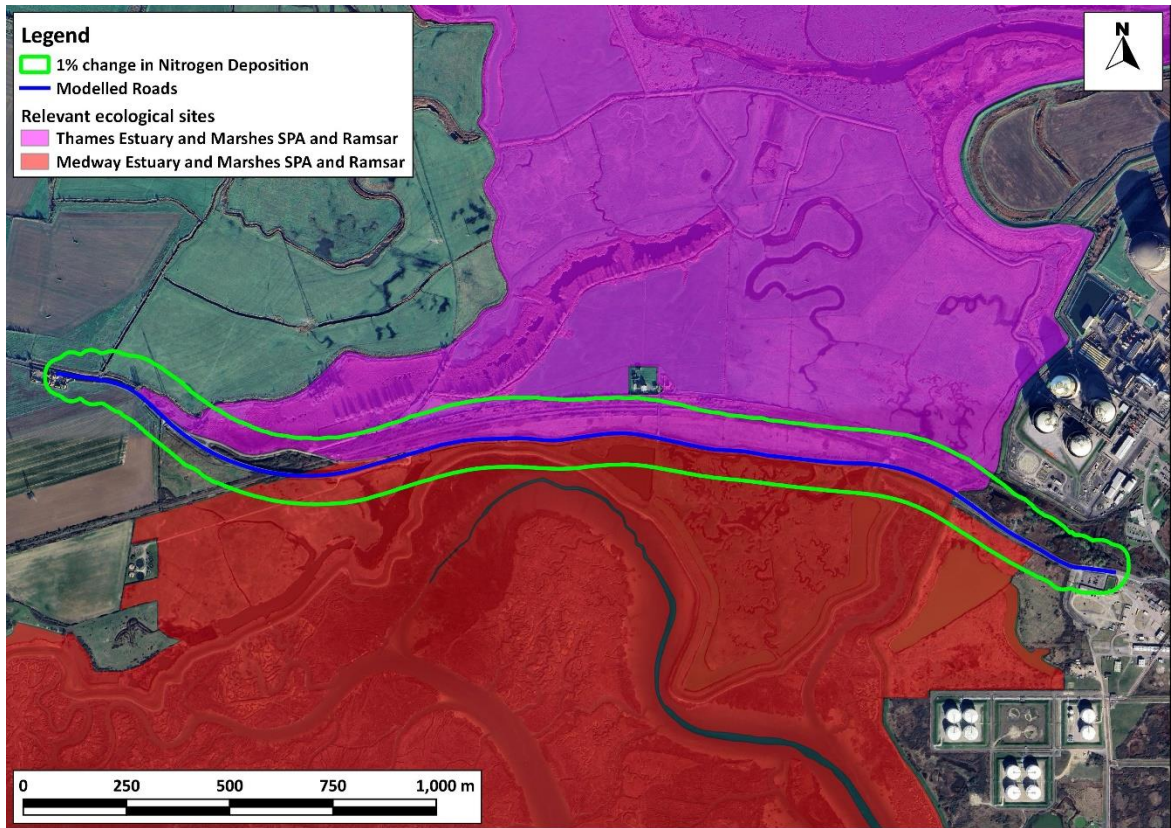 Legend
1% change in Nitrogen Deposition
Modelled Roads
Relevant ecological sites
Thames Estuary and Marshes SPA and Ramsar
Medway Estuary and Marshes SPA and Ramsar
N
0 250 500 750 1,000 m